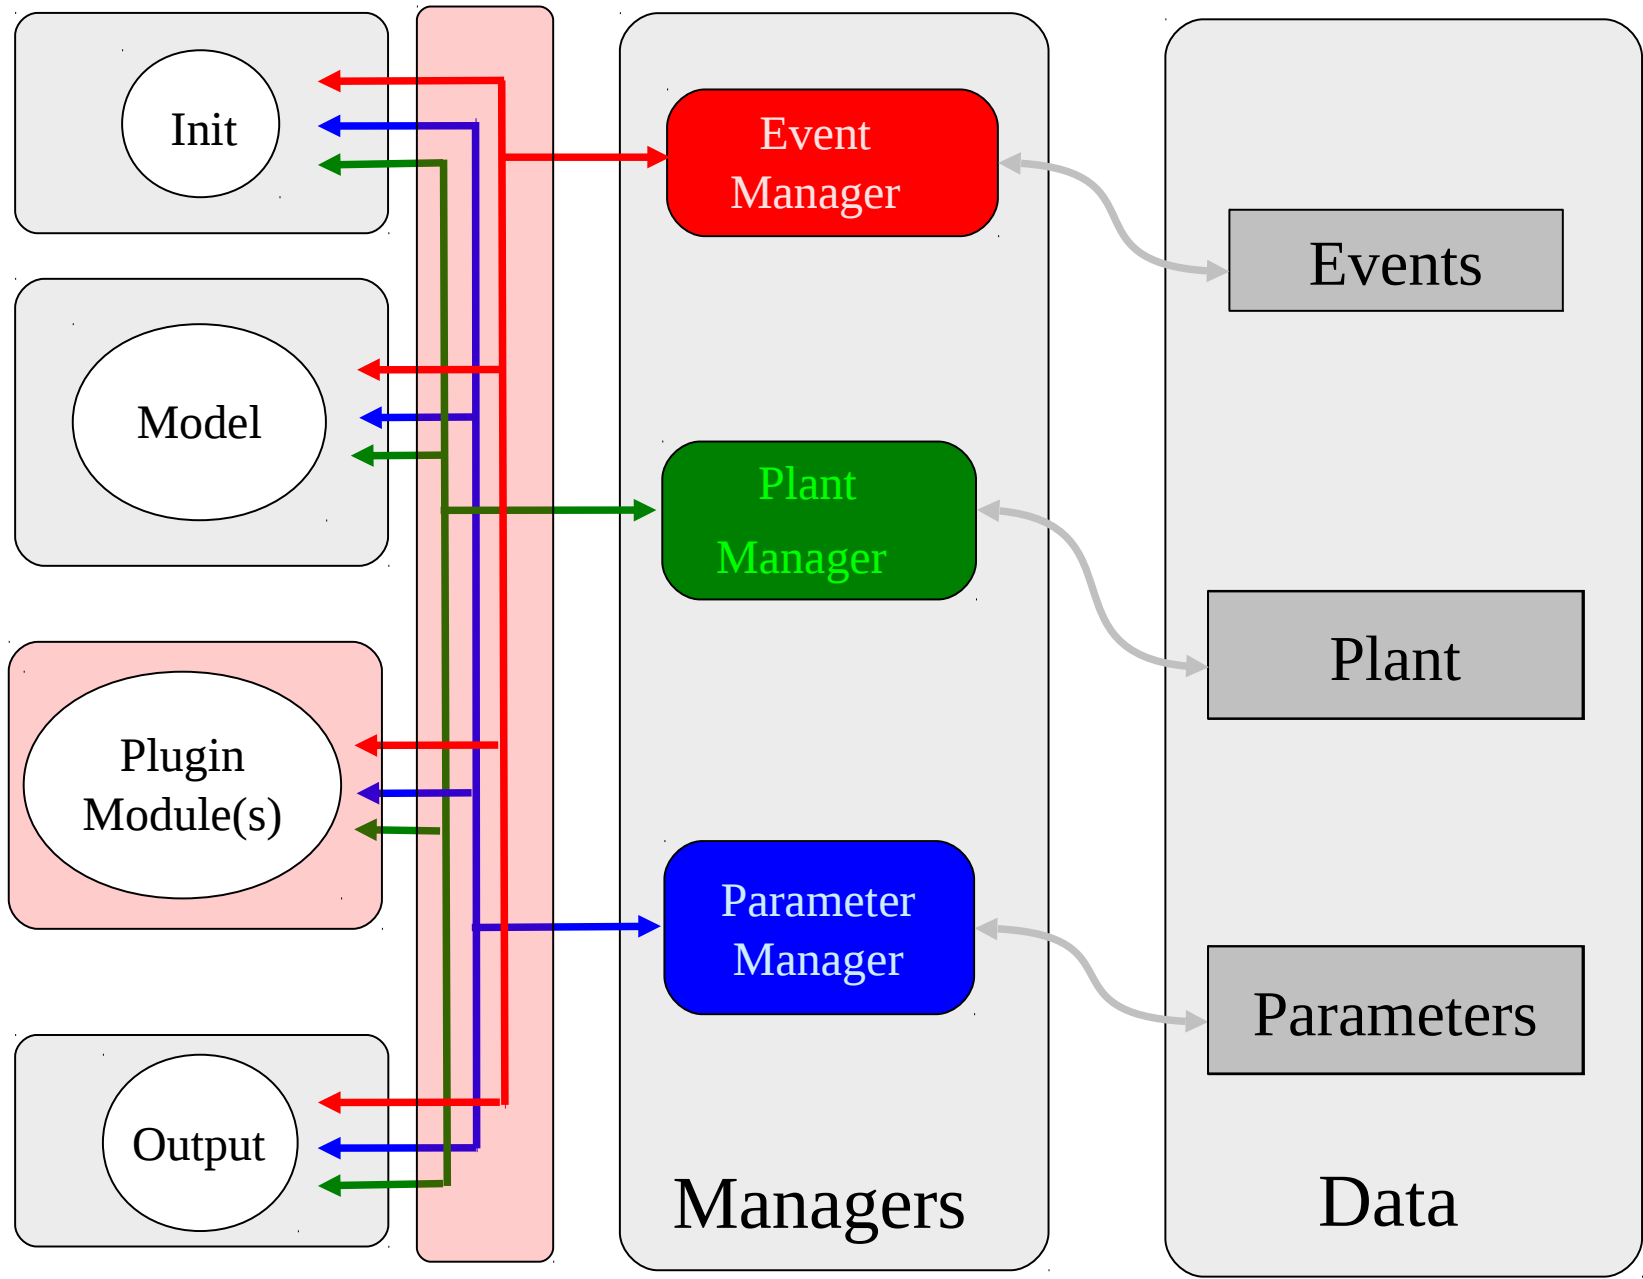 Init
Model
Plugin
Module(s)
Output
Event
Manager
Plant
Manager
Parameter
Manager
Managers
Events
Plant
Parameters
Data